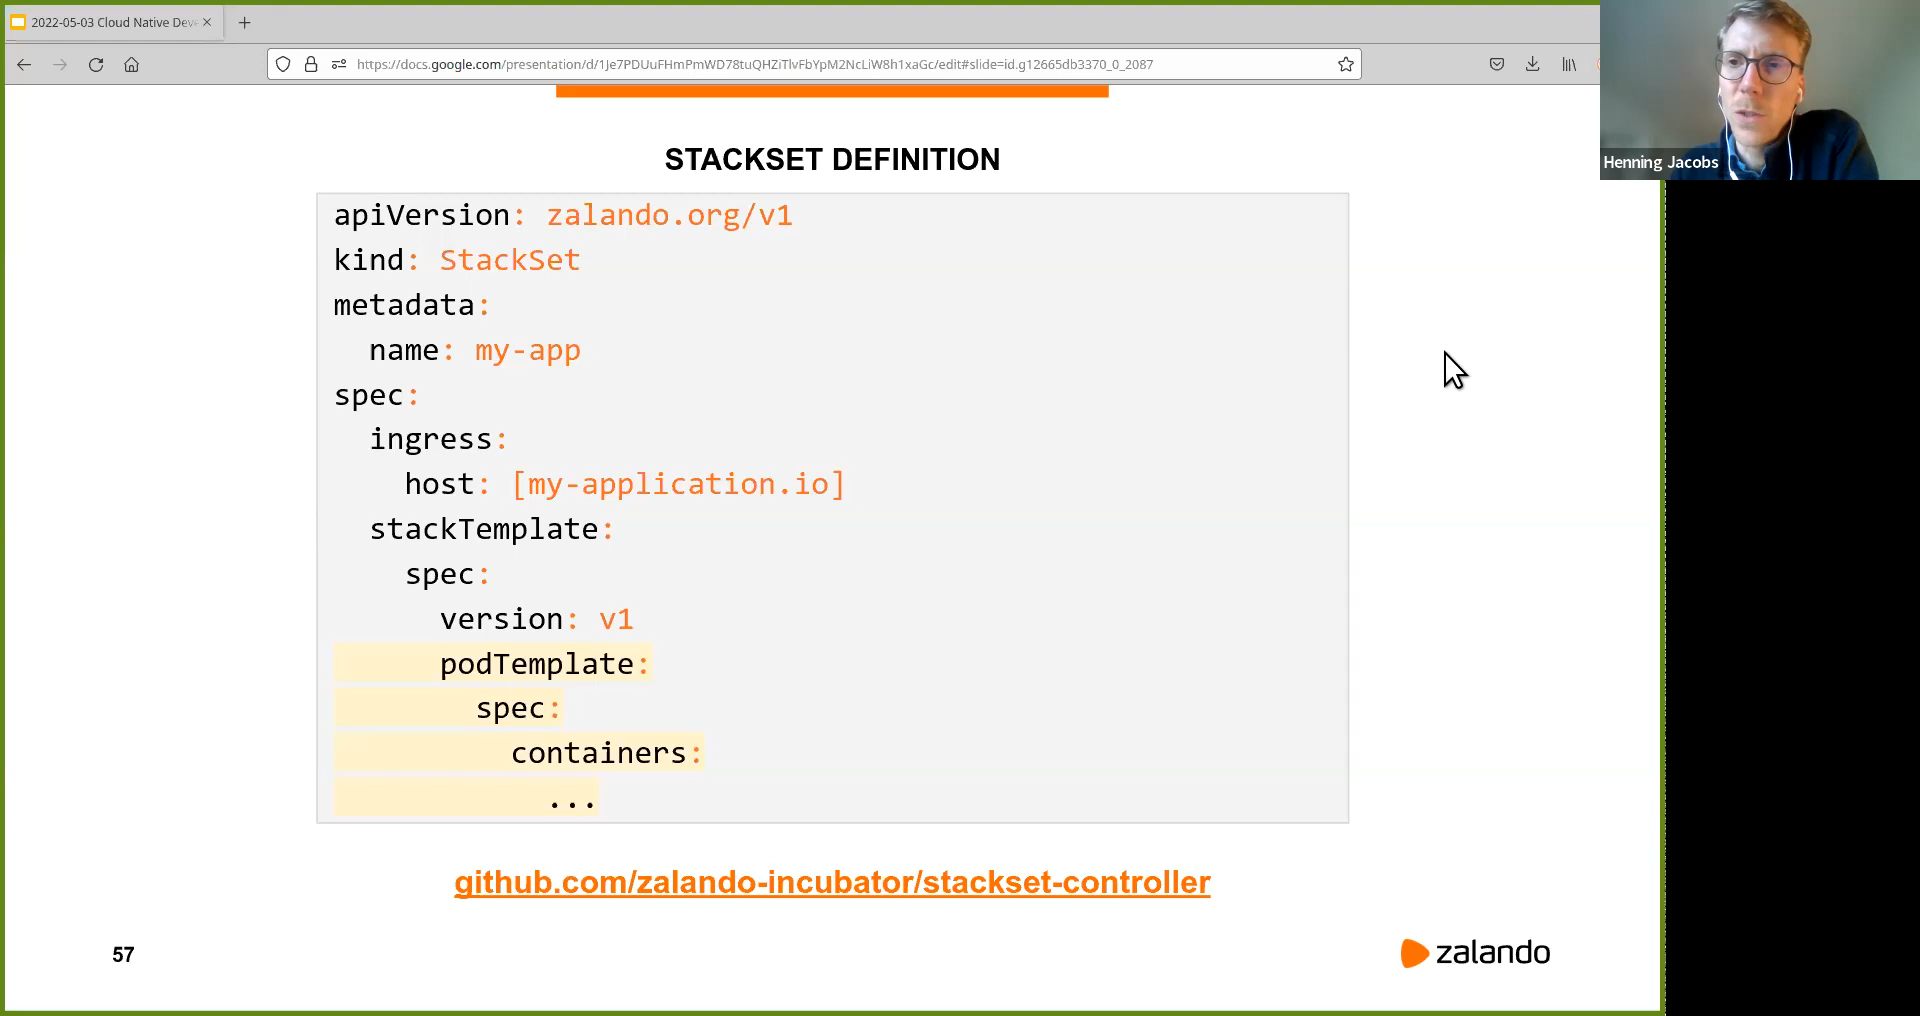 2022-05-03 Cloud Native Deve
https://docs.google.com/presentation/d/1Je7PDUuFHmPmWD78tuQHZiTlvFbYpM2NcLiW8h1xaGc/edit#slide=id.g12665db3370_0_2087
Henning Jacobs
STACKSET DEFINITION
apiVersion: zalando.org/v1
kind: StackSet
metadata:
  name: my-app
spec:
  ingress:
    host: [my-application.io]
  stackTemplate:
    spec:
      version: v1
      podTemplate:
        spec:
          containers:
            ...
github.com/zalando-incubator/stackset-controller
57
zalando